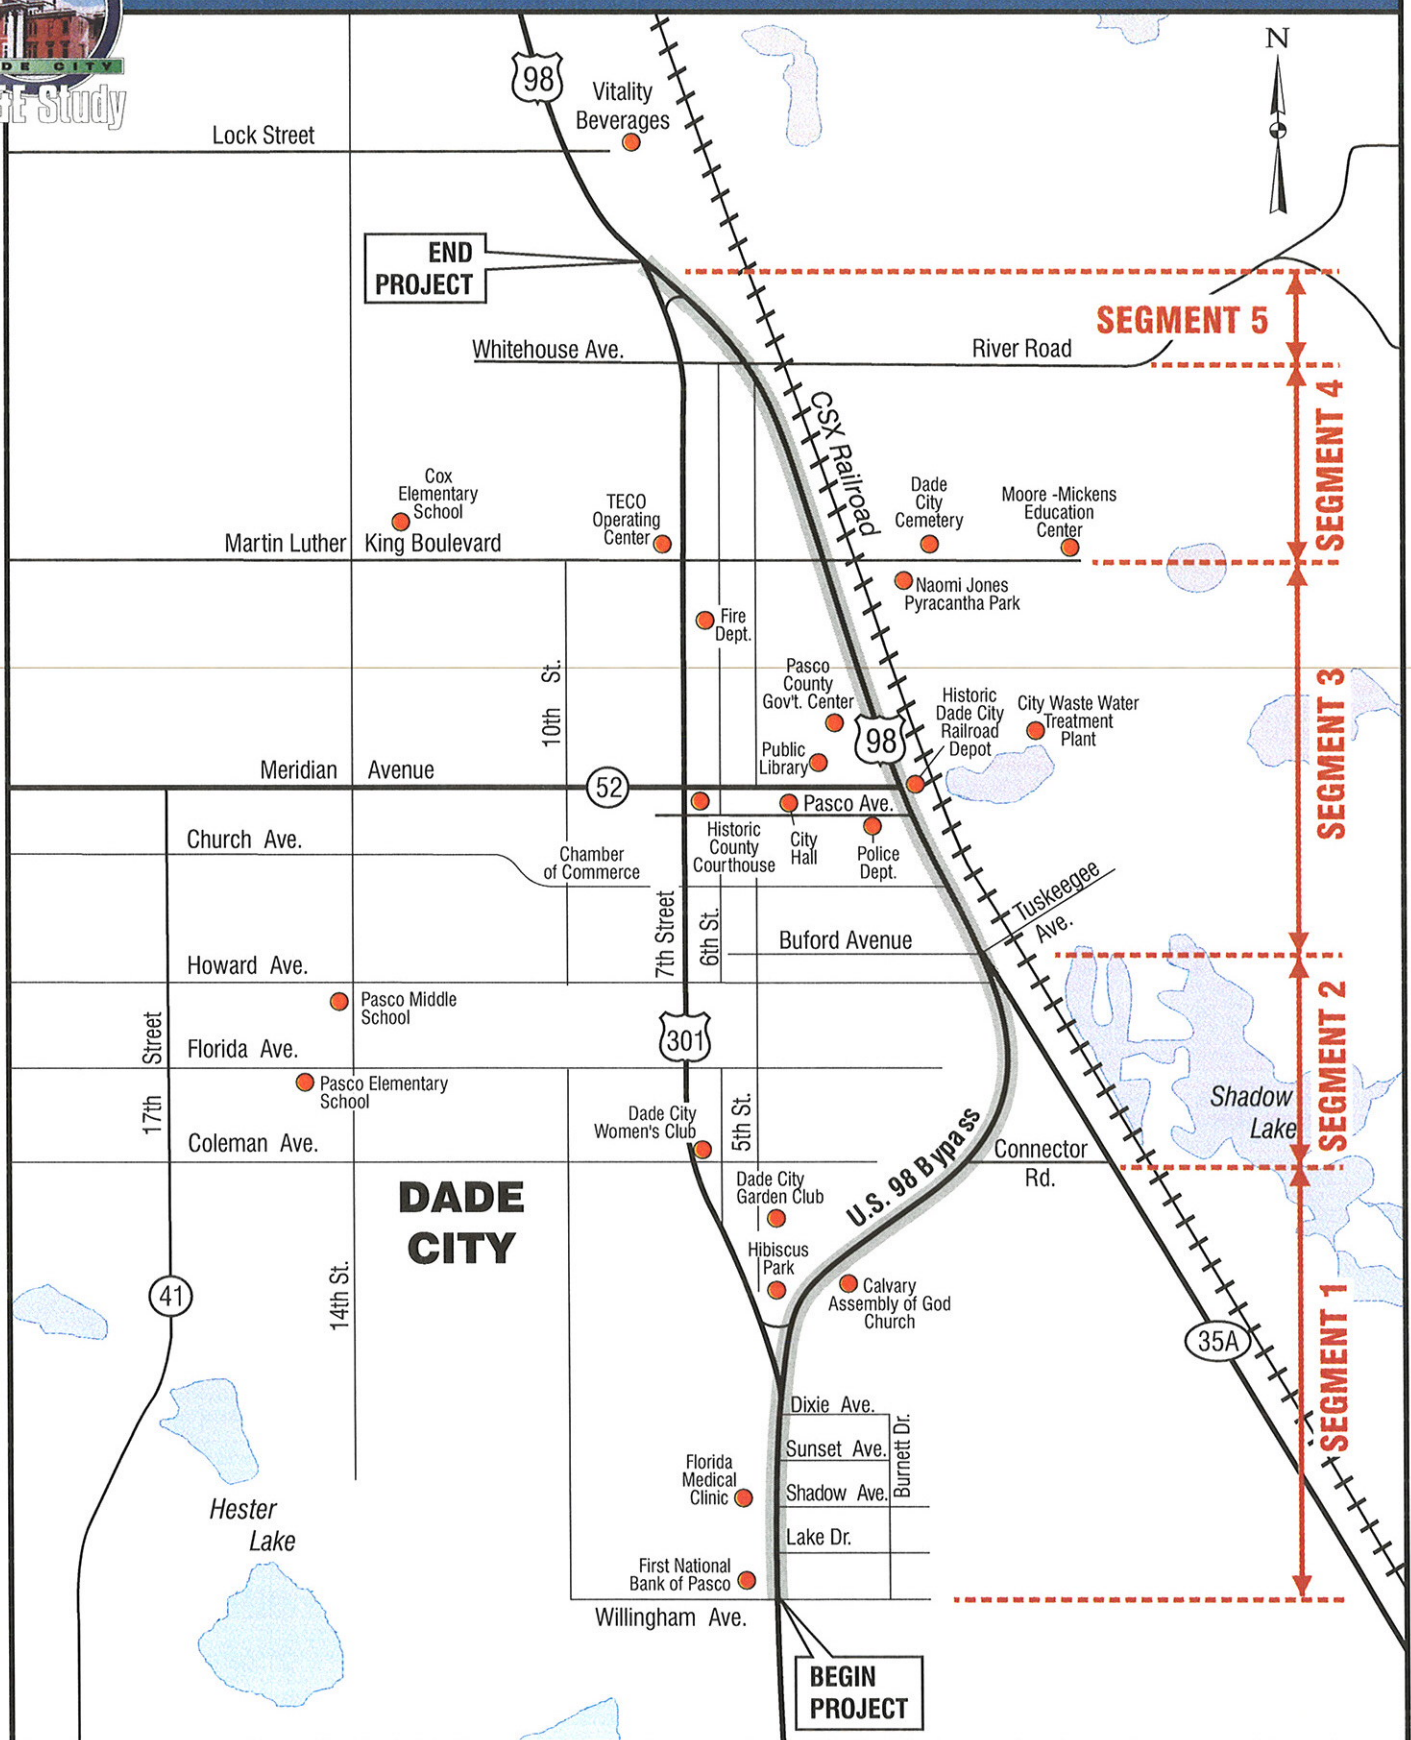 DE CITY
&E Study
N
98
Vitality
Beverages
Lock Street
END
PROJECT
SEGMENT 5
Whitehouse Ave.
River Road
CSX Railroad
SEGMENT 4
Cox
Elementary
School
TECO
Operating
Center
Dade
City
Cemetery
Moore -Mickens
Education
Center
Martin Luther King Boulevard
Naomi Jones
Pyracantha Park
Fire
Dept.
10th St.
Pasco
County
Gov't. Center
Historic
Dade City
Railroad
Depot
City Waste Water
Treatment
Plant
SEGMENT 3
98
Public
Library
Meridian Avenue
52
Pasco Ave.
Church Ave.
Chamber
of Commerce
Historic
County
Courthouse
City
Hall
Police
Dept.
Tuskeegee
Ave.
7th Street
6th St.
Buford Avenue
Howard Ave.
Pasco Middle
School
17th Street
301
Florida Ave.
Pasco Elementary
School
SEGMENT 2
Shadow
Lake
Dade City
Women's Club
5th St.
Coleman Ave.
U.S. 98 Bypass
Connector
Rd.
DADE
CITY
Dade City
Garden Club
Hibiscus
Park
Calvary
Assembly of God
Church
41
14th St.
35A
SEGMENT 1
Dixie Ave.
Sunset Ave.
Burnett Dr.
Florida
Medical
Clinic
Shadow Ave.
Hester
Lake
Lake Dr.
First National
Bank of Pasco
Willingham Ave.
BEGIN
PROJECT